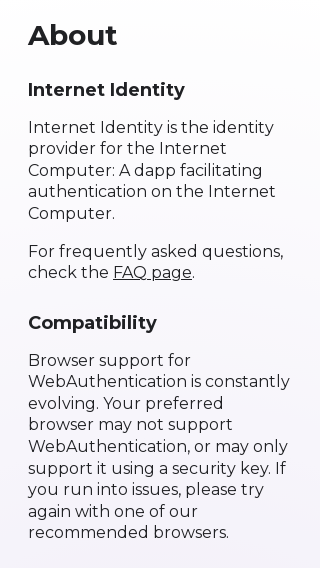 About
Internet Identity
Internet Identity is the identity
provider for the Internet
Computer: A dapp facilitating
authentication on the Internet
Computer.
For frequently asked questions,
check the FAQ page.
Compatibility
Browser support for
WebAuthentication is constantly
evolving. Your preferred
browser may not support
WebAuthentication, or may only
support it using a security key. If
you run into issues, please try
again with one of our
recommended browsers.